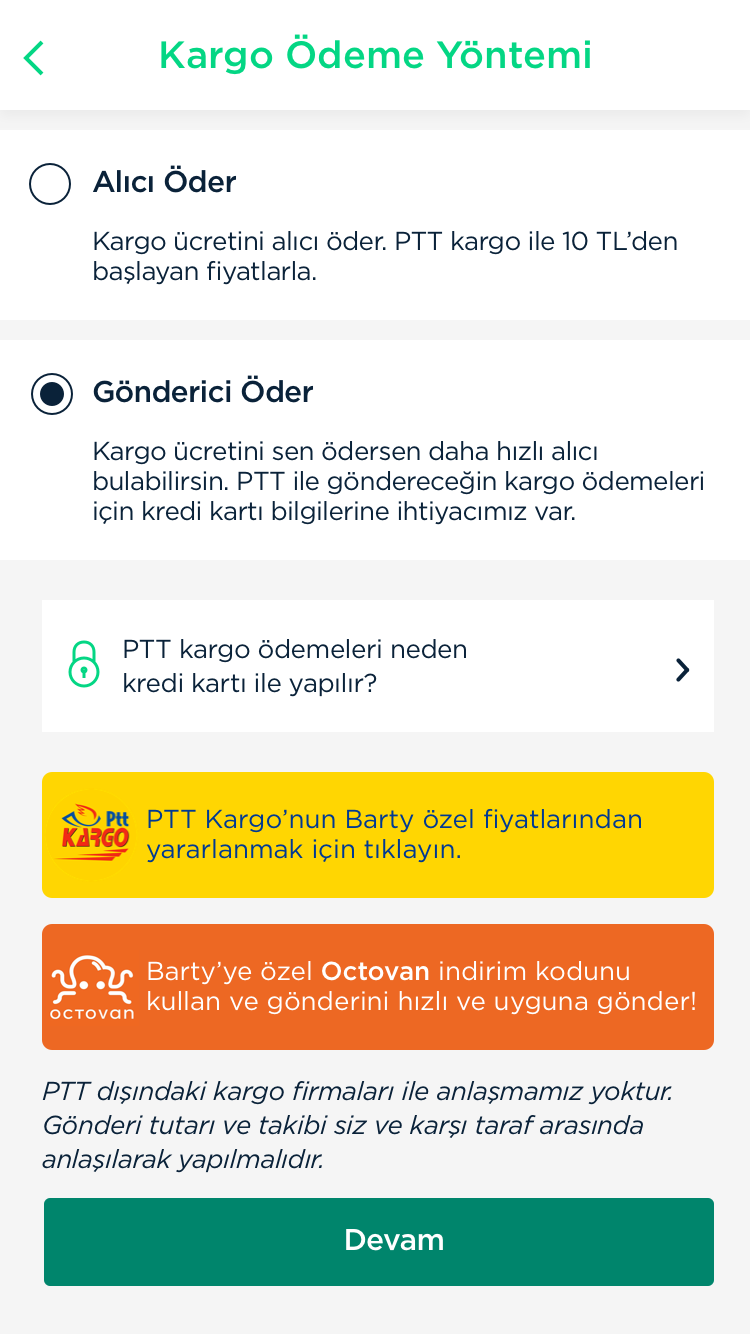 Kargo Ödeme Yöntemi
Alıcı Öder
Kargo ücretini alıcı öder. PTT kargo ile 10 TL’den
başlayan fiyatlarla.
Gönderici Öder
Kargo ücretini sen ödersen daha hızlı alıcı
bulabilirsin. PTT ile göndereceğin kargo ödemeleri
için kredi kartı bilgilerine ihtiyacımız var.
PTT kargo ödemeleri neden
kredi kartı ile yapılır?
Ptt
KARGO
PTT Kargo’nun Barty özel fiyatlarından
yararlanmak için tıklayın.
octovan
Barty’ye özel Octovan indirim kodunu
kullan ve gönderini hızlı ve uyguna gönder!
PTT dışındaki kargo firmaları ile anlaşmamız yoktur.
Gönderi tutarı ve takibi siz ve karşı taraf arasında
anlaşılarak yapılmalıdır.
Devam